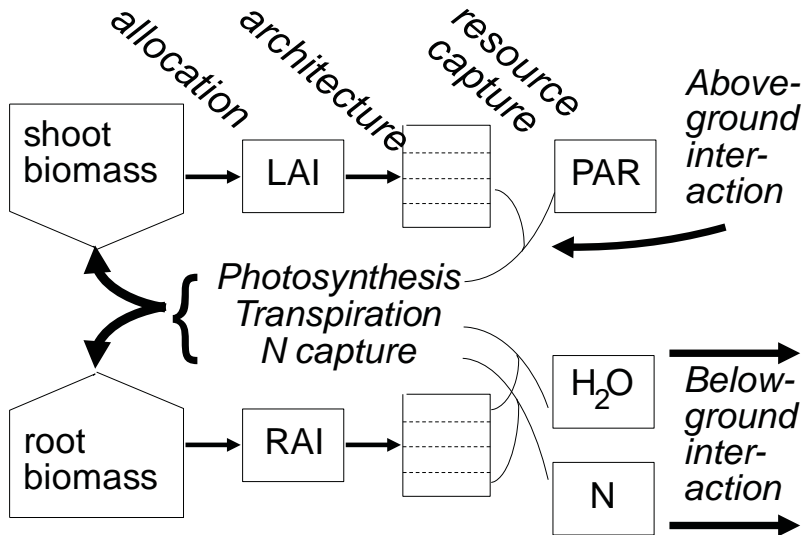 allocation
architecture
resource
capture
Above-
ground
inter-
action
shoot
biomass
LAI
PAR
{
Photosynthesis
Transpiration
N capture
root
biomass
RAI
H₂O
N
Below-
ground
inter-
action